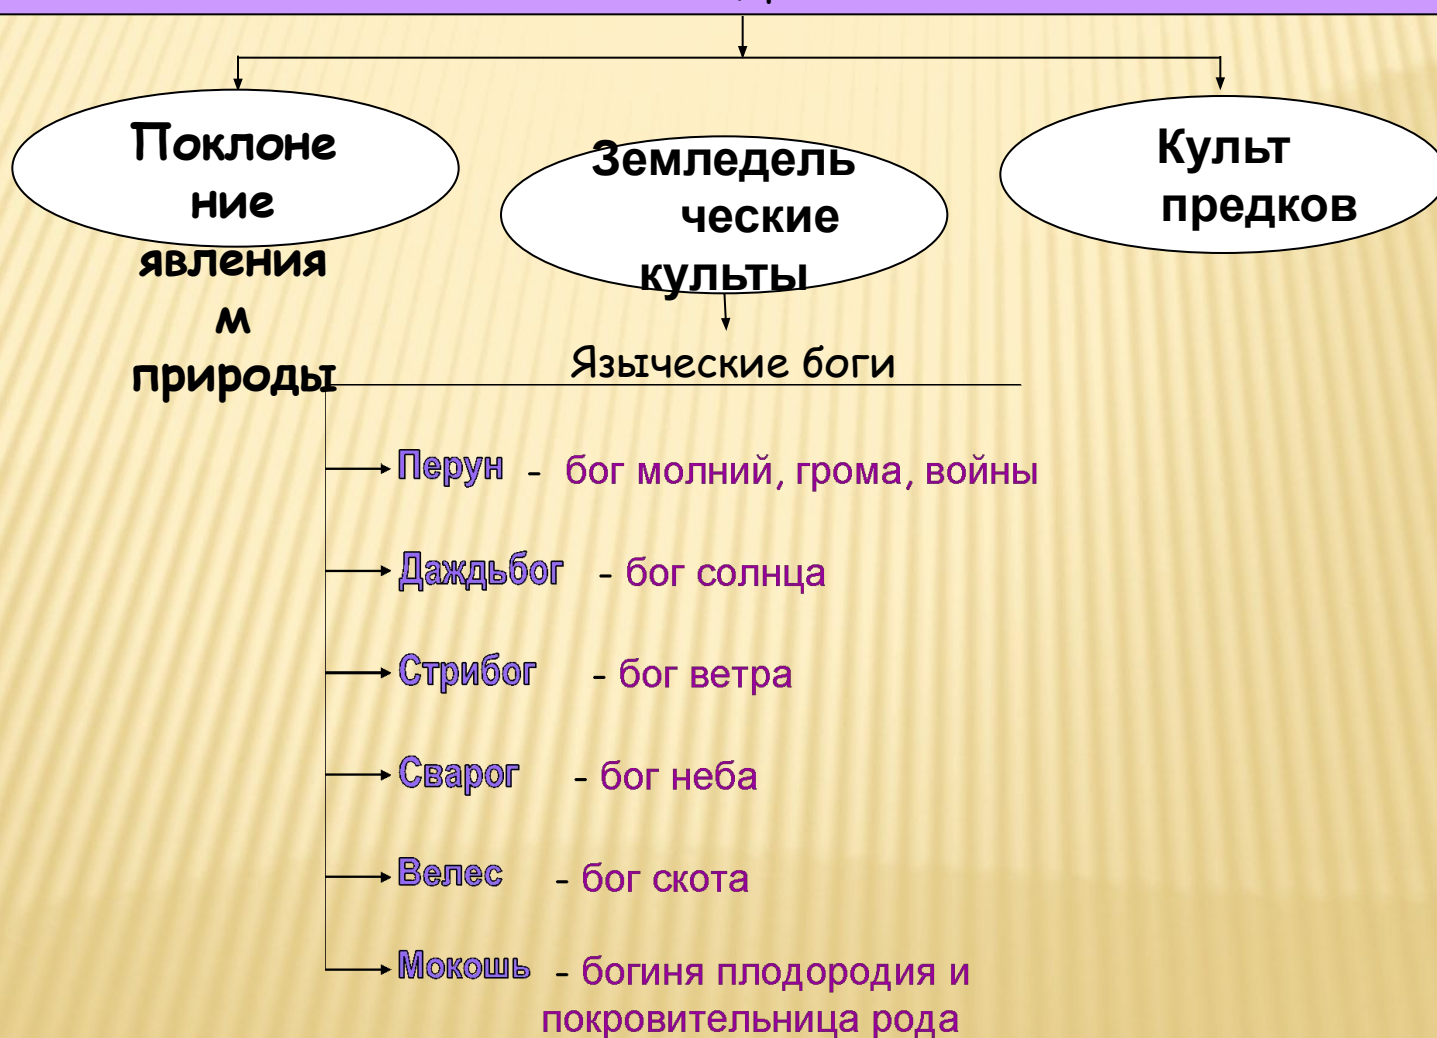 Поклоне
ние
явления
м
природы
Земледель
ческие
культы
Культ
предков
Языческие боги
Перун - бог молний, грома, войны
Даждьбог - бог солнца
Стрибог - бог ветра
Сварог - бог неба
Велес - бог скота
Мокошь - богиня плодородия и
покровительница рода